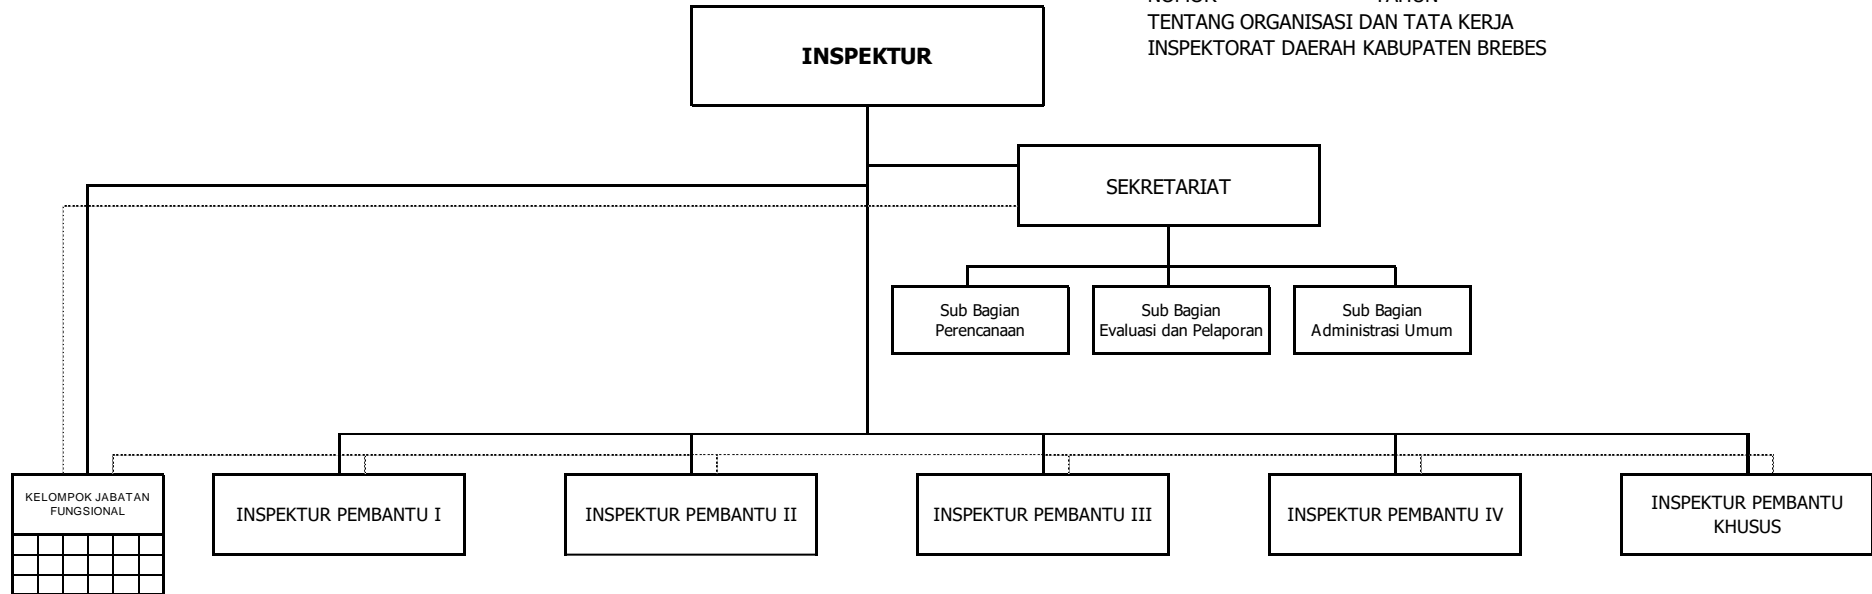 NOMOR TAHUN
TENTANG ORGANISASI DAN TATA KERJA
INSPEKTORAT DAERAH KABUPATEN BREBES
INSPEKTUR
SEKRETARIAT
Sub Bagian
Perencanaan
Sub Bagian
Evaluasi dan Pelaporan
Sub Bagian
Administrasi Umum
KELOMPOK JABATAN
FUNGSIONAL
INSPEKTUR PEMBANTU I
INSPEKTUR PEMBANTU II
INSPEKTUR PEMBANTU III
INSPEKTUR PEMBANTU IV
INSPEKTUR PEMBANTU
KHUSUS